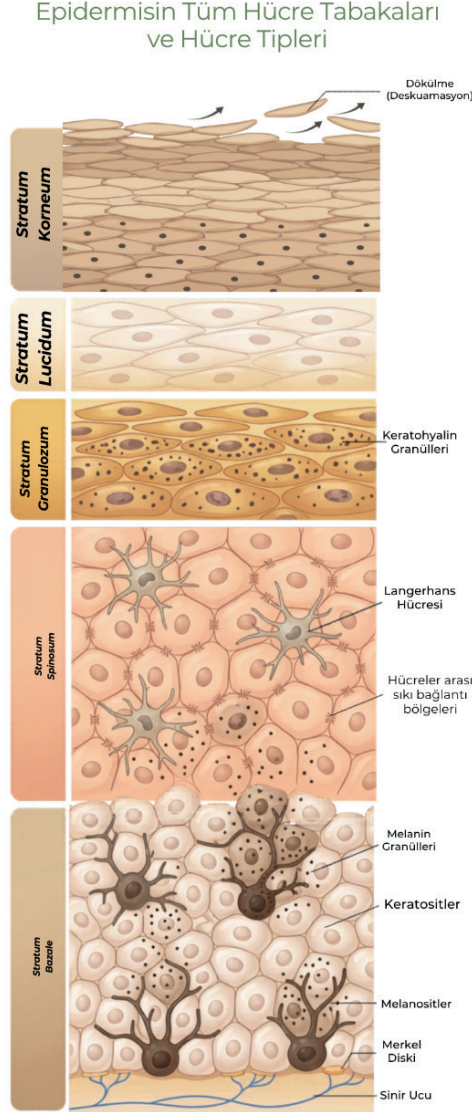 Epidermisin Tüm Hücre Tabakaları
ve Hücre Tipleri
Dökülme
(Deskuamasyon)
Stratum
Korneum
Stratum
Lucidum
Stratum
Granulozum
Keratohyalin
Granülleri
Stratum
Spinosum
Langerhans
Hücresi
Hücreler arası
sıkı bağlantı
bölgeleri
Stratum
Bazale
Melanin
Granülleri
Keratositler
Melanositler
Merkel
Diski
Sinir Ucu